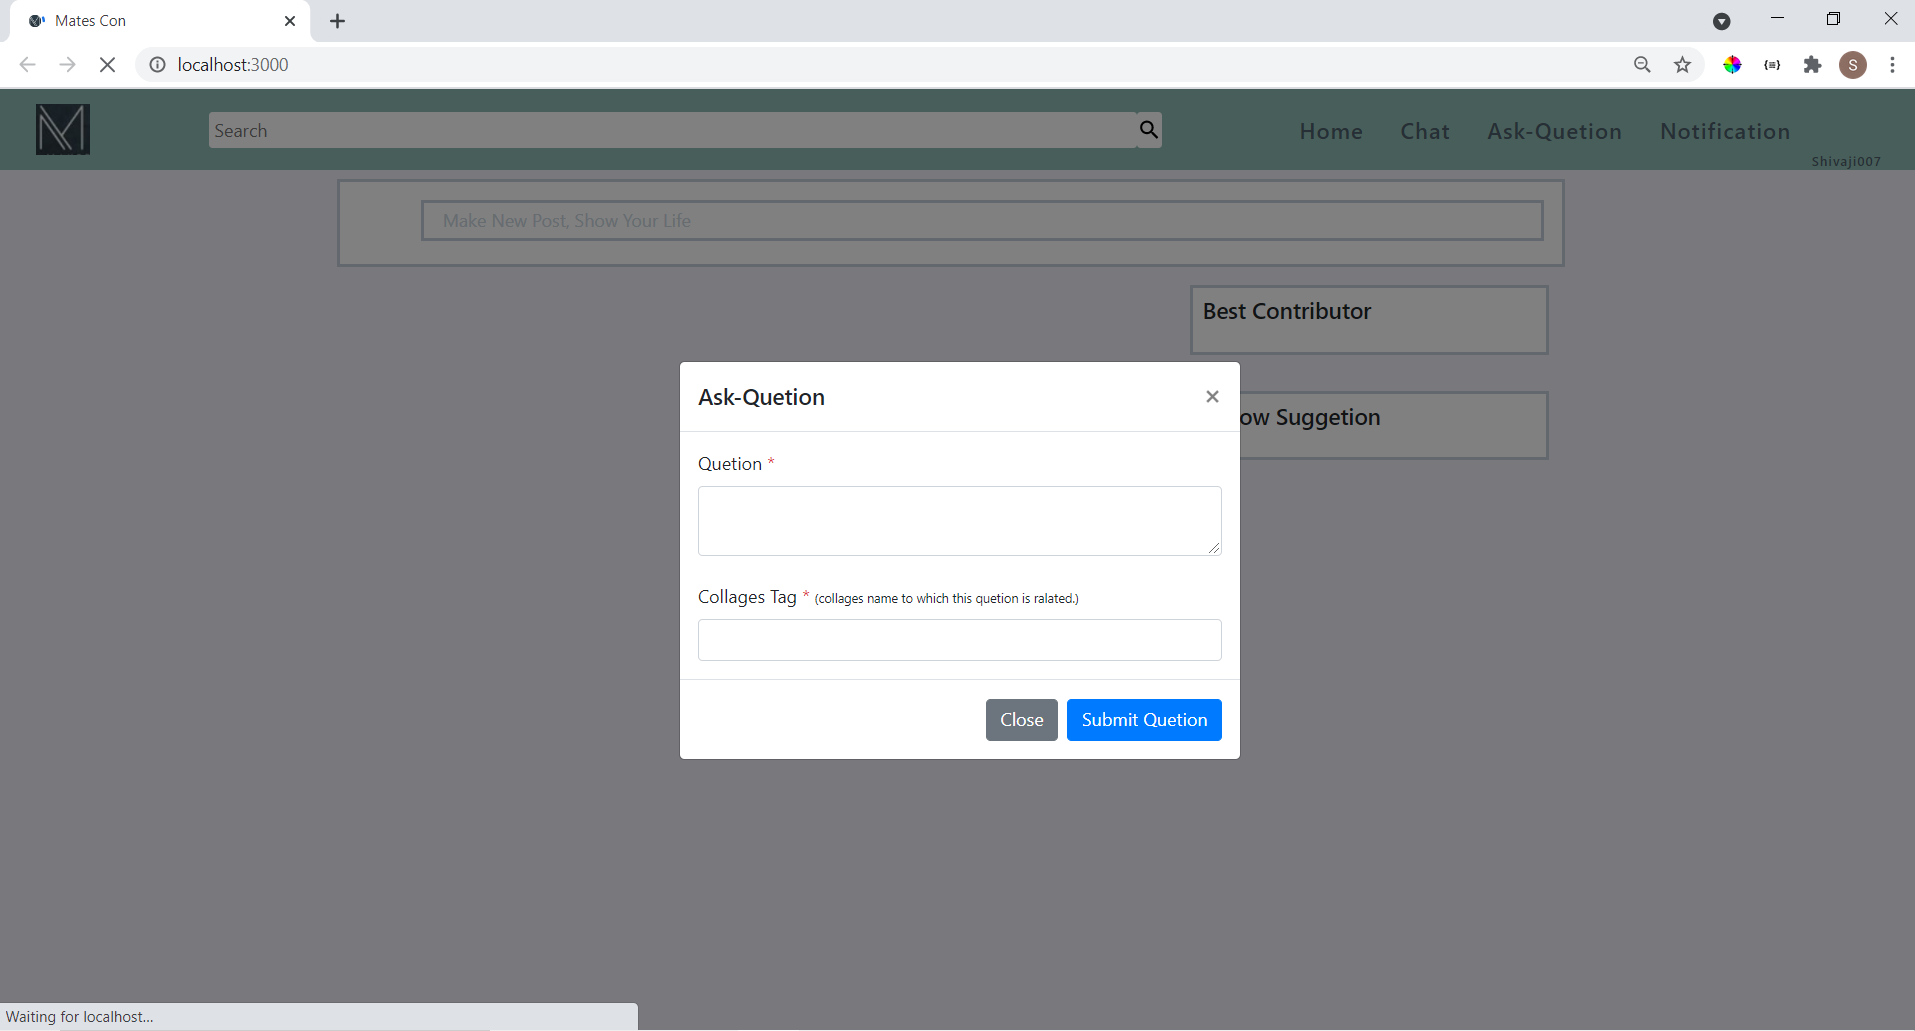 Mates Con
localhost:3000
S
Search
Home Chat Ask-Quetion Notification
Shivaji007
Make New Post, Show Your Life
Best Contributor
Ask-Quetion ×
ow Suggetion
Quetion *
Collages Tag * (collages name to which this quetion is ralated.)
Close Submit Quetion
Waiting for localhost...